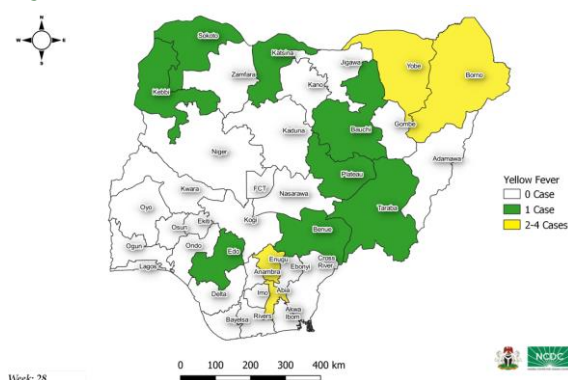 N
W E
S
Sokoto
Katsina
Jigawa
Yobe
Borno
Zamfara
Kebbi
Kano
Gombe
Bauchi
Kaduna
Niger
Adamawa
Plateau
Kwara
FCT
Nasarawa
Taraba
Oyo
Kogi
Ekiti
Osun
Benue
Ogun
Ondo
Edo
Enugu
Cross
River
Ebonyi
Anambra
Lagos
Imo
Abia
Delta
Akwa
Ibom
Rivers
Bayelsa
Yellow Fever
0 Case
1 Case
2-4 Cases
Week: 28
0 100 200 300 400 km
NCDC